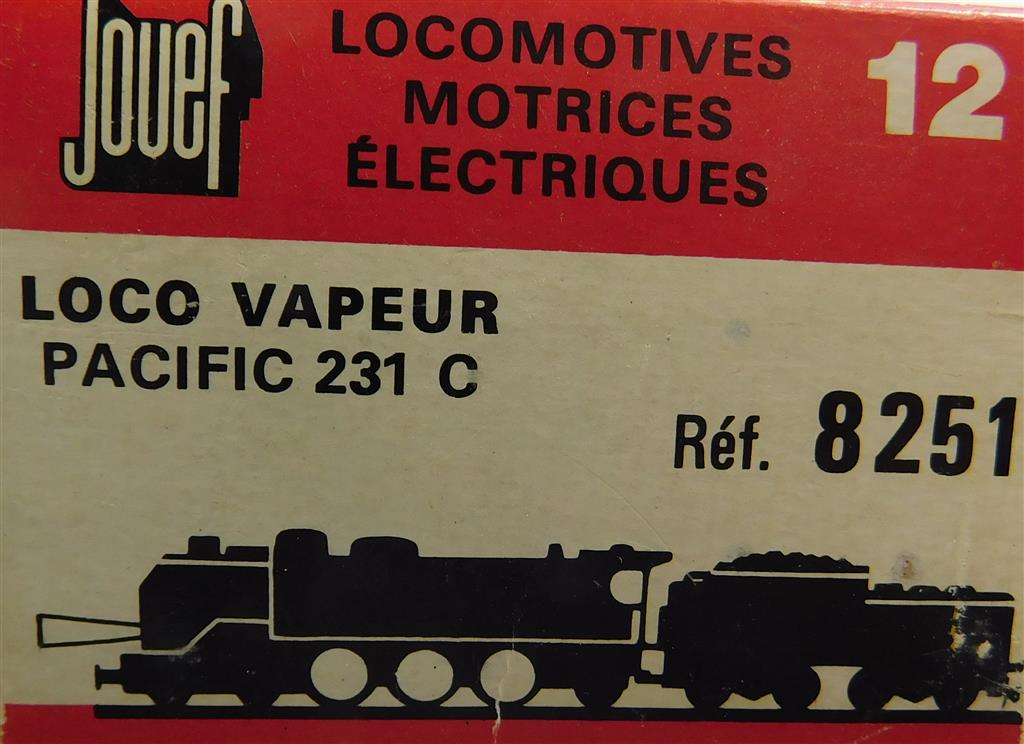 Jouef
LOCOMOTIVES
MOTRICES
ÉLECTRIQUES
12
LOCO VAPEUR
PACIFIC 231 C
Réf. 8251